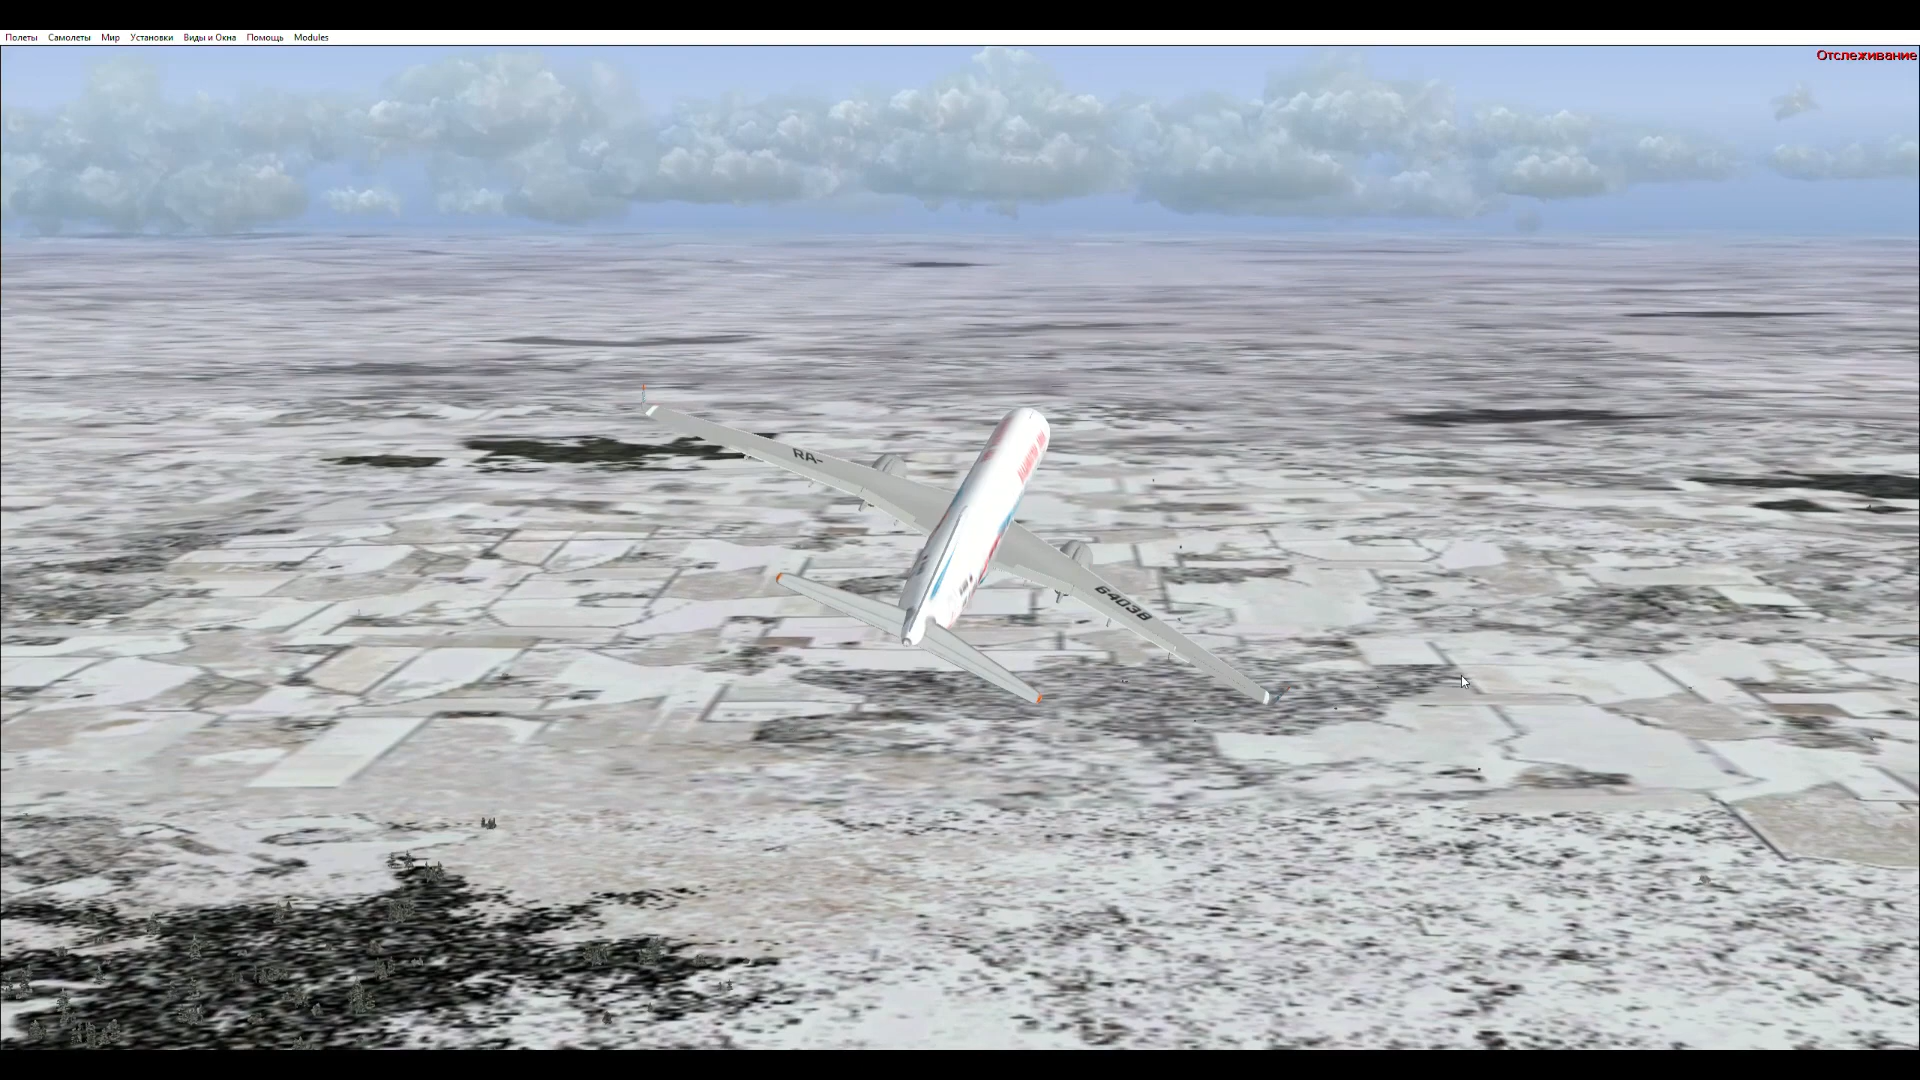 Полеты Самолеты Мир Установки Виды и Окна Помощь Modules
Отслеживание
RA-
64038